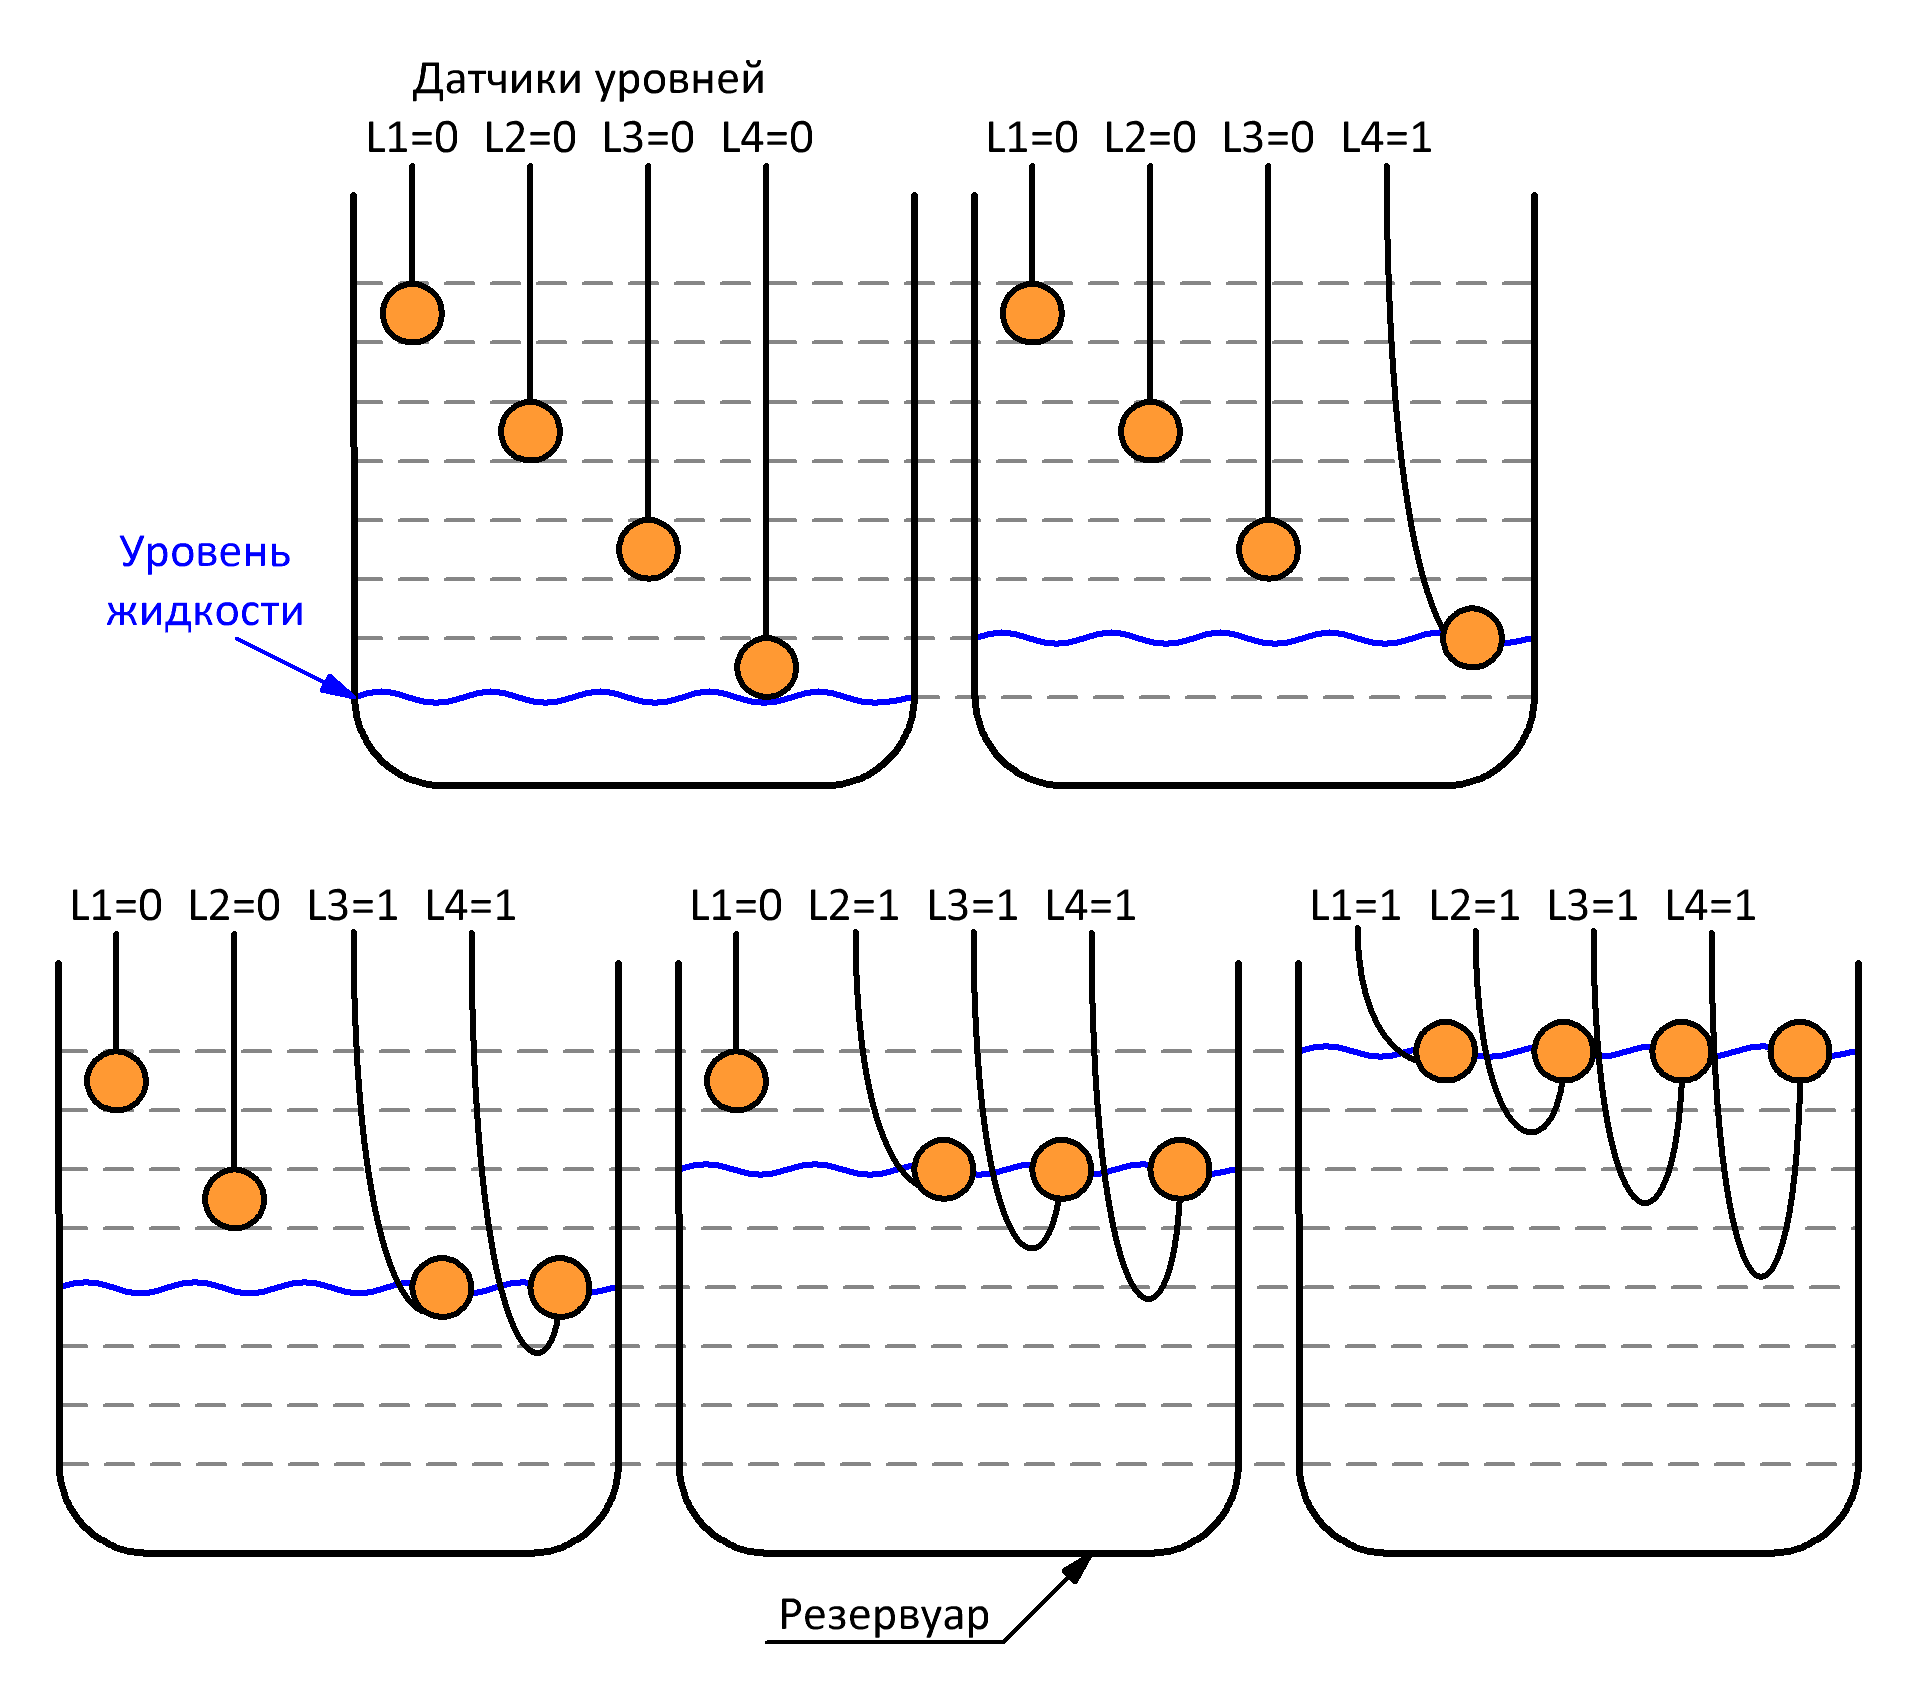 Датчики уровней
L1=0 L2=0 L3=0 L4=0
L1=0 L2=0 L3=0 L4=1
Уровень
жидкости
L1=0 L2=0 L3=1 L4=1
L1=0 L2=1 L3=1 L4=1
L1=1 L2=1 L3=1 L4=1
Резервуар